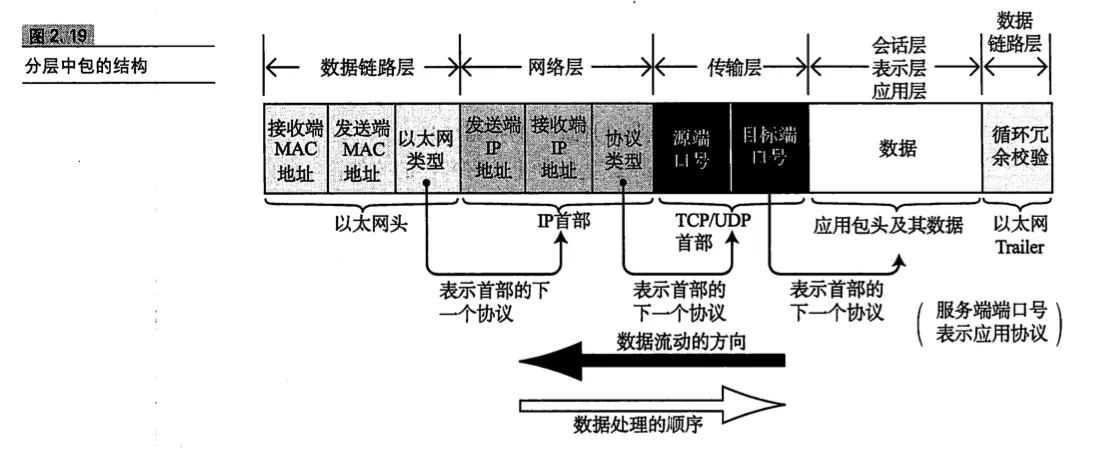 图2.19
分层中包的结构
数据链路层
网络层
传输层
会话层
表示层
应用层
数据
链路层
接收端
MAC
地址
发送端
MAC
地址
以太网
类型
发送端
IP
地址
接收端
IP
地址
协议
类型
源端
口号
目标端
口号
数据
循环冗
余校验
以太网头
IP首部
TCP/UDP
首部
应用包头及其数据
以太网
Trailer
表示首部的下
一个协议
表示首部的
下一个协议
表示首部的
下一个协议
(服务端端口号
表示应用协议)
数据流动的方向
数据处理的顺序